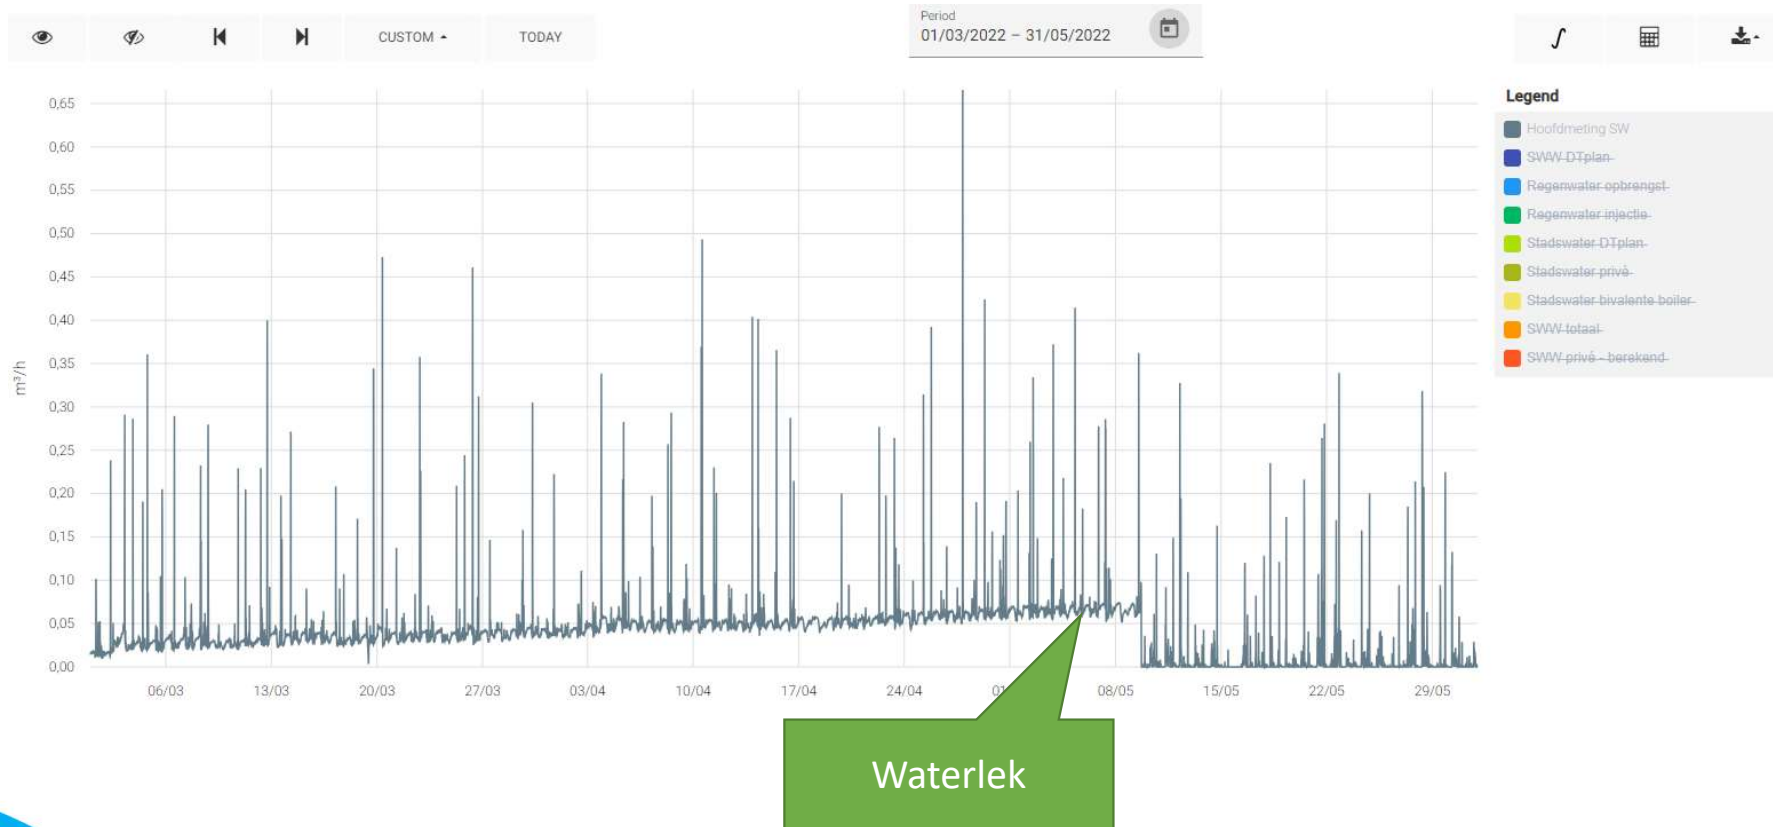 CUSTOM
TODAY
Period
01/03/2022 – 31/05/2022
Legend
Hoofdmeting SW
SWW DTplan
Regenwater opbrengst
Regenwater injectie
Stadswater DTplan
Stadswater privé
Stadswater bivalente boiler
SWW totaal
SWW privé - berekend
m³/h
0,65
0,60
0,55
0,50
0,45
0,40
0,35
0,30
0,25
0,20
0,15
0,10
0,05
0,00
06/03 13/03 20/03 27/03 03/04 10/04 17/04 24/04 08/05 15/05 22/05 29/05
Waterlek